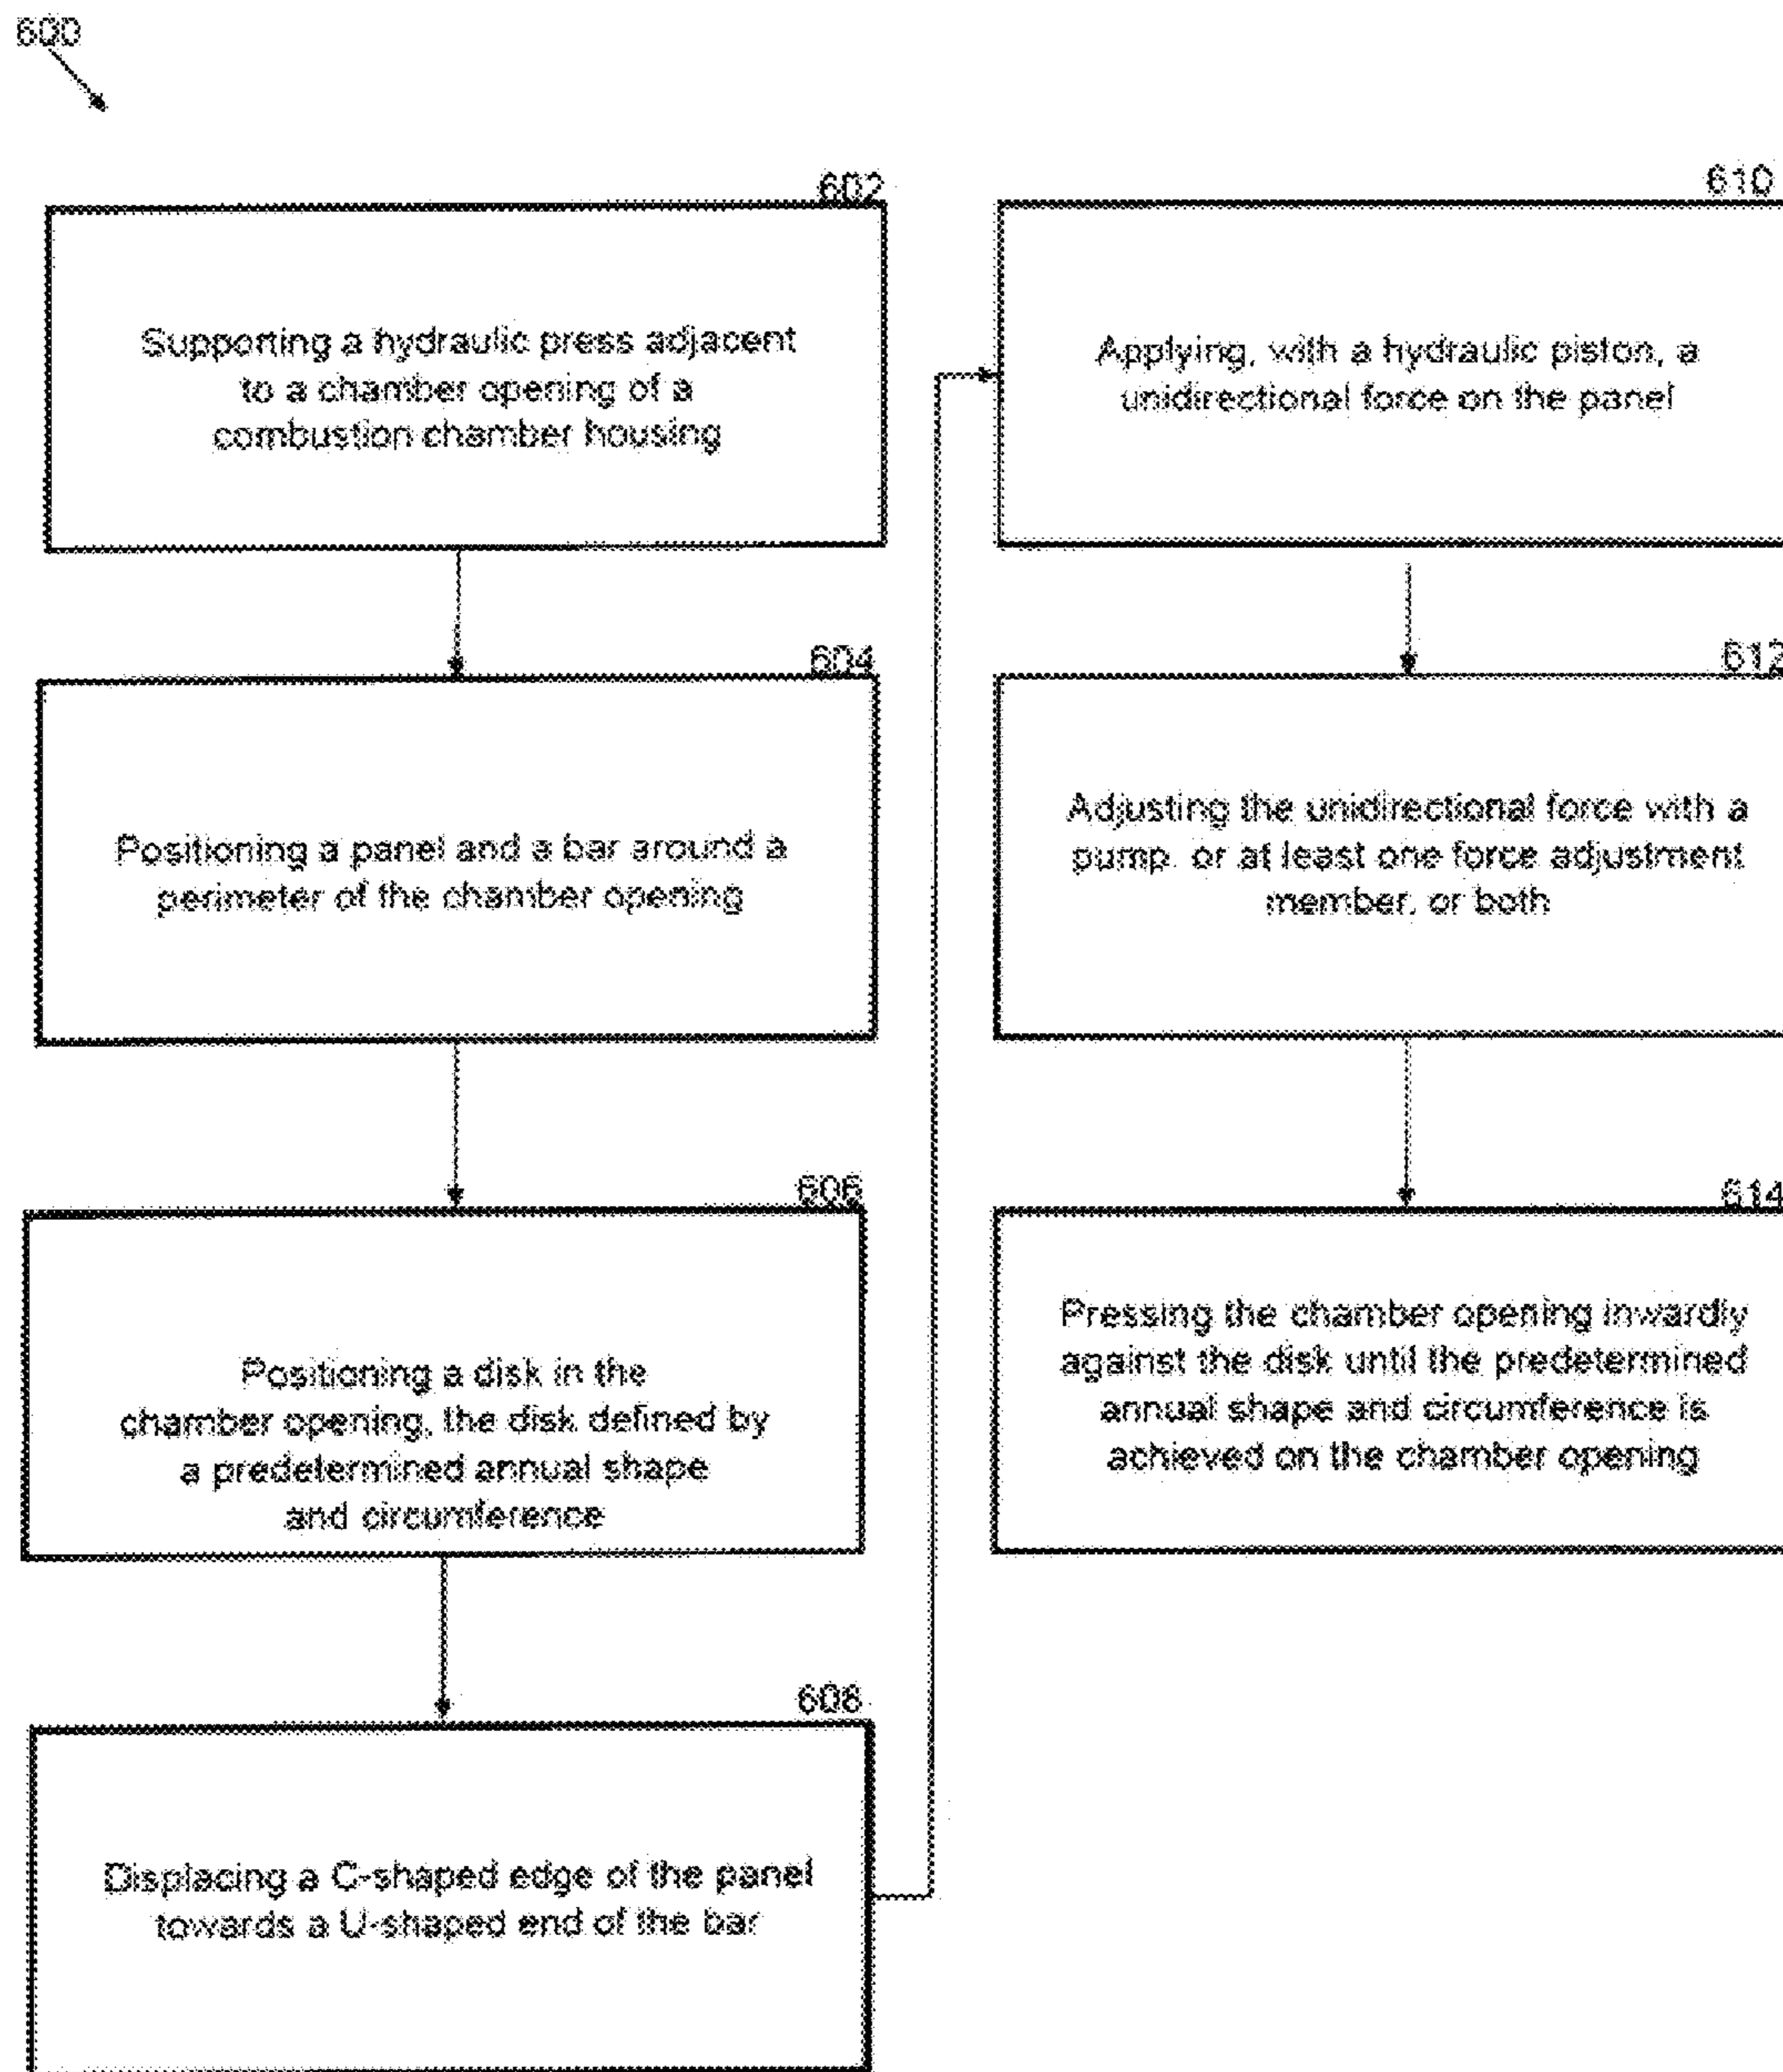 600
602
Supporting a hydraulic press adjacent
to a chamber opening of a
combustion chamber housing
604
Positioning a panel and a bar around a
perimeter of the chamber opening
606
Positioning a disk in the
chamber opening, the disk defined by
a predetermined annual shape
and circumference
608
Displacing a C-shaped edge of the panel
towards a U-shaped end of the bar
610
Applying, with a hydraulic piston, a
unidirectional force on the panel
612
Adjusting the unidirectional force with a
pump, or at least one force adjustment
member, or both
614
Pressing the chamber opening inwardly
against the disk until the predetermined
annual shape and circumference is
achieved on the chamber opening